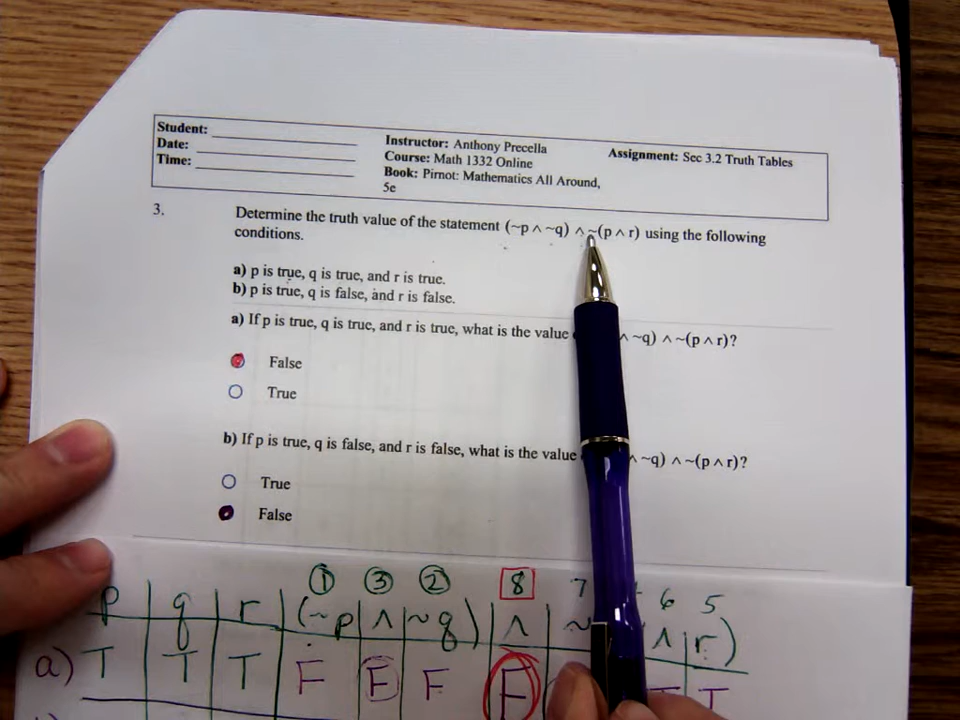 Student:
Date:
Time:
Instructor: Anthony Precella
Course: Math 1332 Online
Book: Pirnot: Mathematics All Around,
5e
Assignment: Sec 3.2 Truth Tables
3.
Determine the truth value of the statement (~p ∧ ~q) ∧ ~(p ∧ r) using the following
conditions.
a) p is true, q is true, and r is true.
b) p is true, q is false, and r is false.
a) If p is true, q is true, and r is true, what is the value ∧ ~q) ∧ ~(p ∧ r)?
False
True
b) If p is true, q is false, and r is false, what is the value ∧ ~q) ∧ ~(p ∧ r)?
True
False
① ③ ② 8 7 6 5
p q r (~p ∧ ~q) ∧ ~ ∧ r)
a) T T T F F F F T